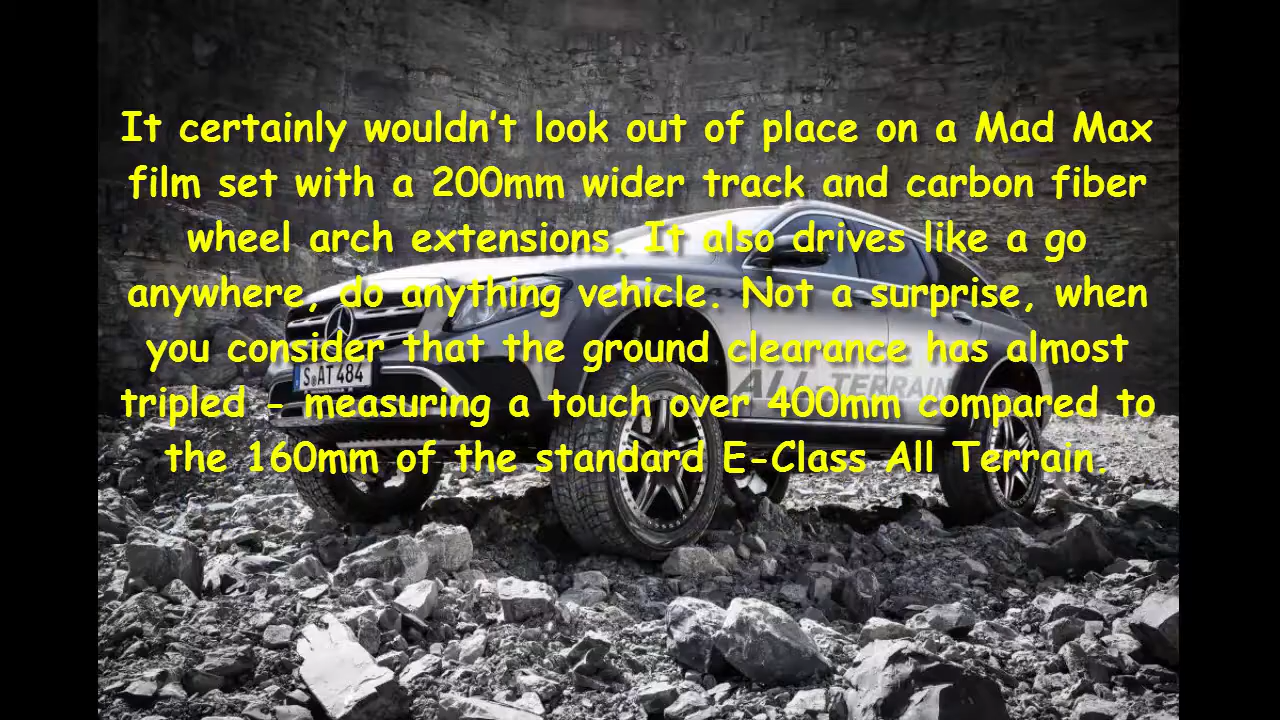 It certainly wouldn't look out of place on a Mad Max
film set with a 200mm wider track and carbon fiber
wheel arch extensions. It also drives like a go
anywhere, do anything vehicle. Not a surprise, when
you consider that the ground clearance has almost
tripled - measuring a touch over 400mm compared to
the 160mm of the standard E-Class All Terrain.
S AT 484
ALL-TERRAIN